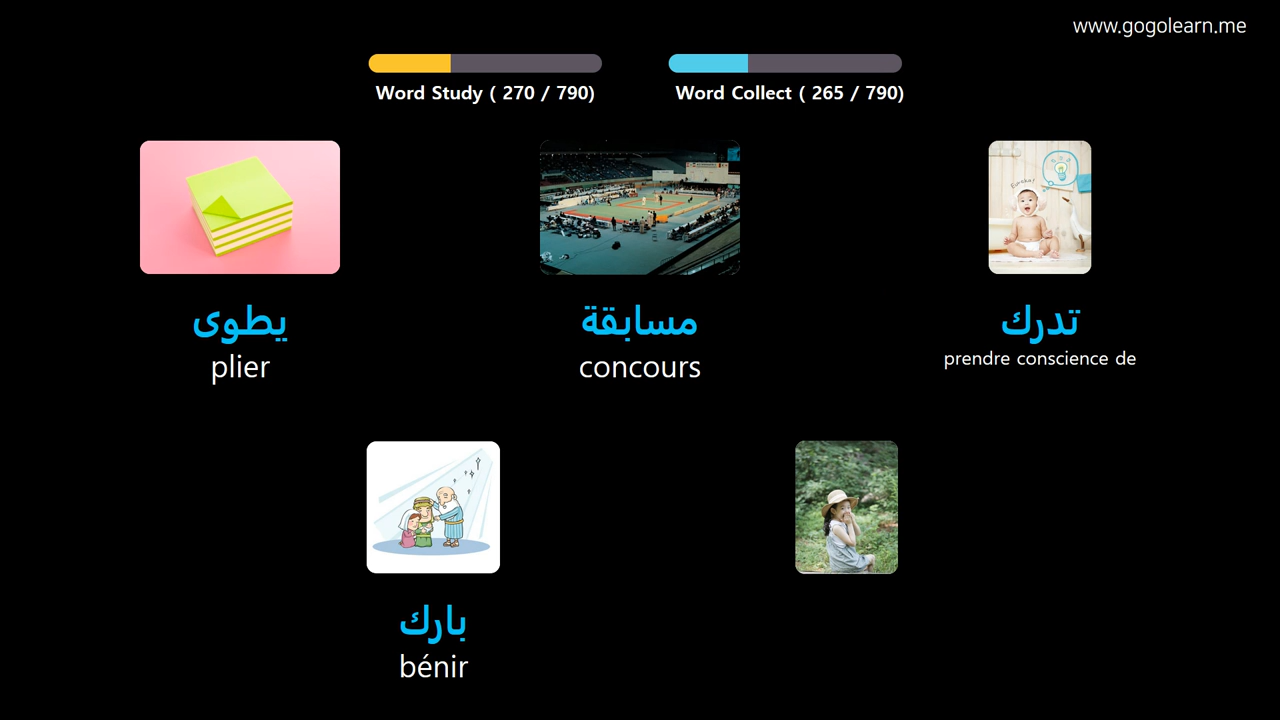 www.gogolearn.me
Word Study ( 270 / 790)
Word Collect ( 265 / 790)
Eureka!
يطوى
plier
مسابقة
concours
تدرك
prendre conscience de
بارك
bénir